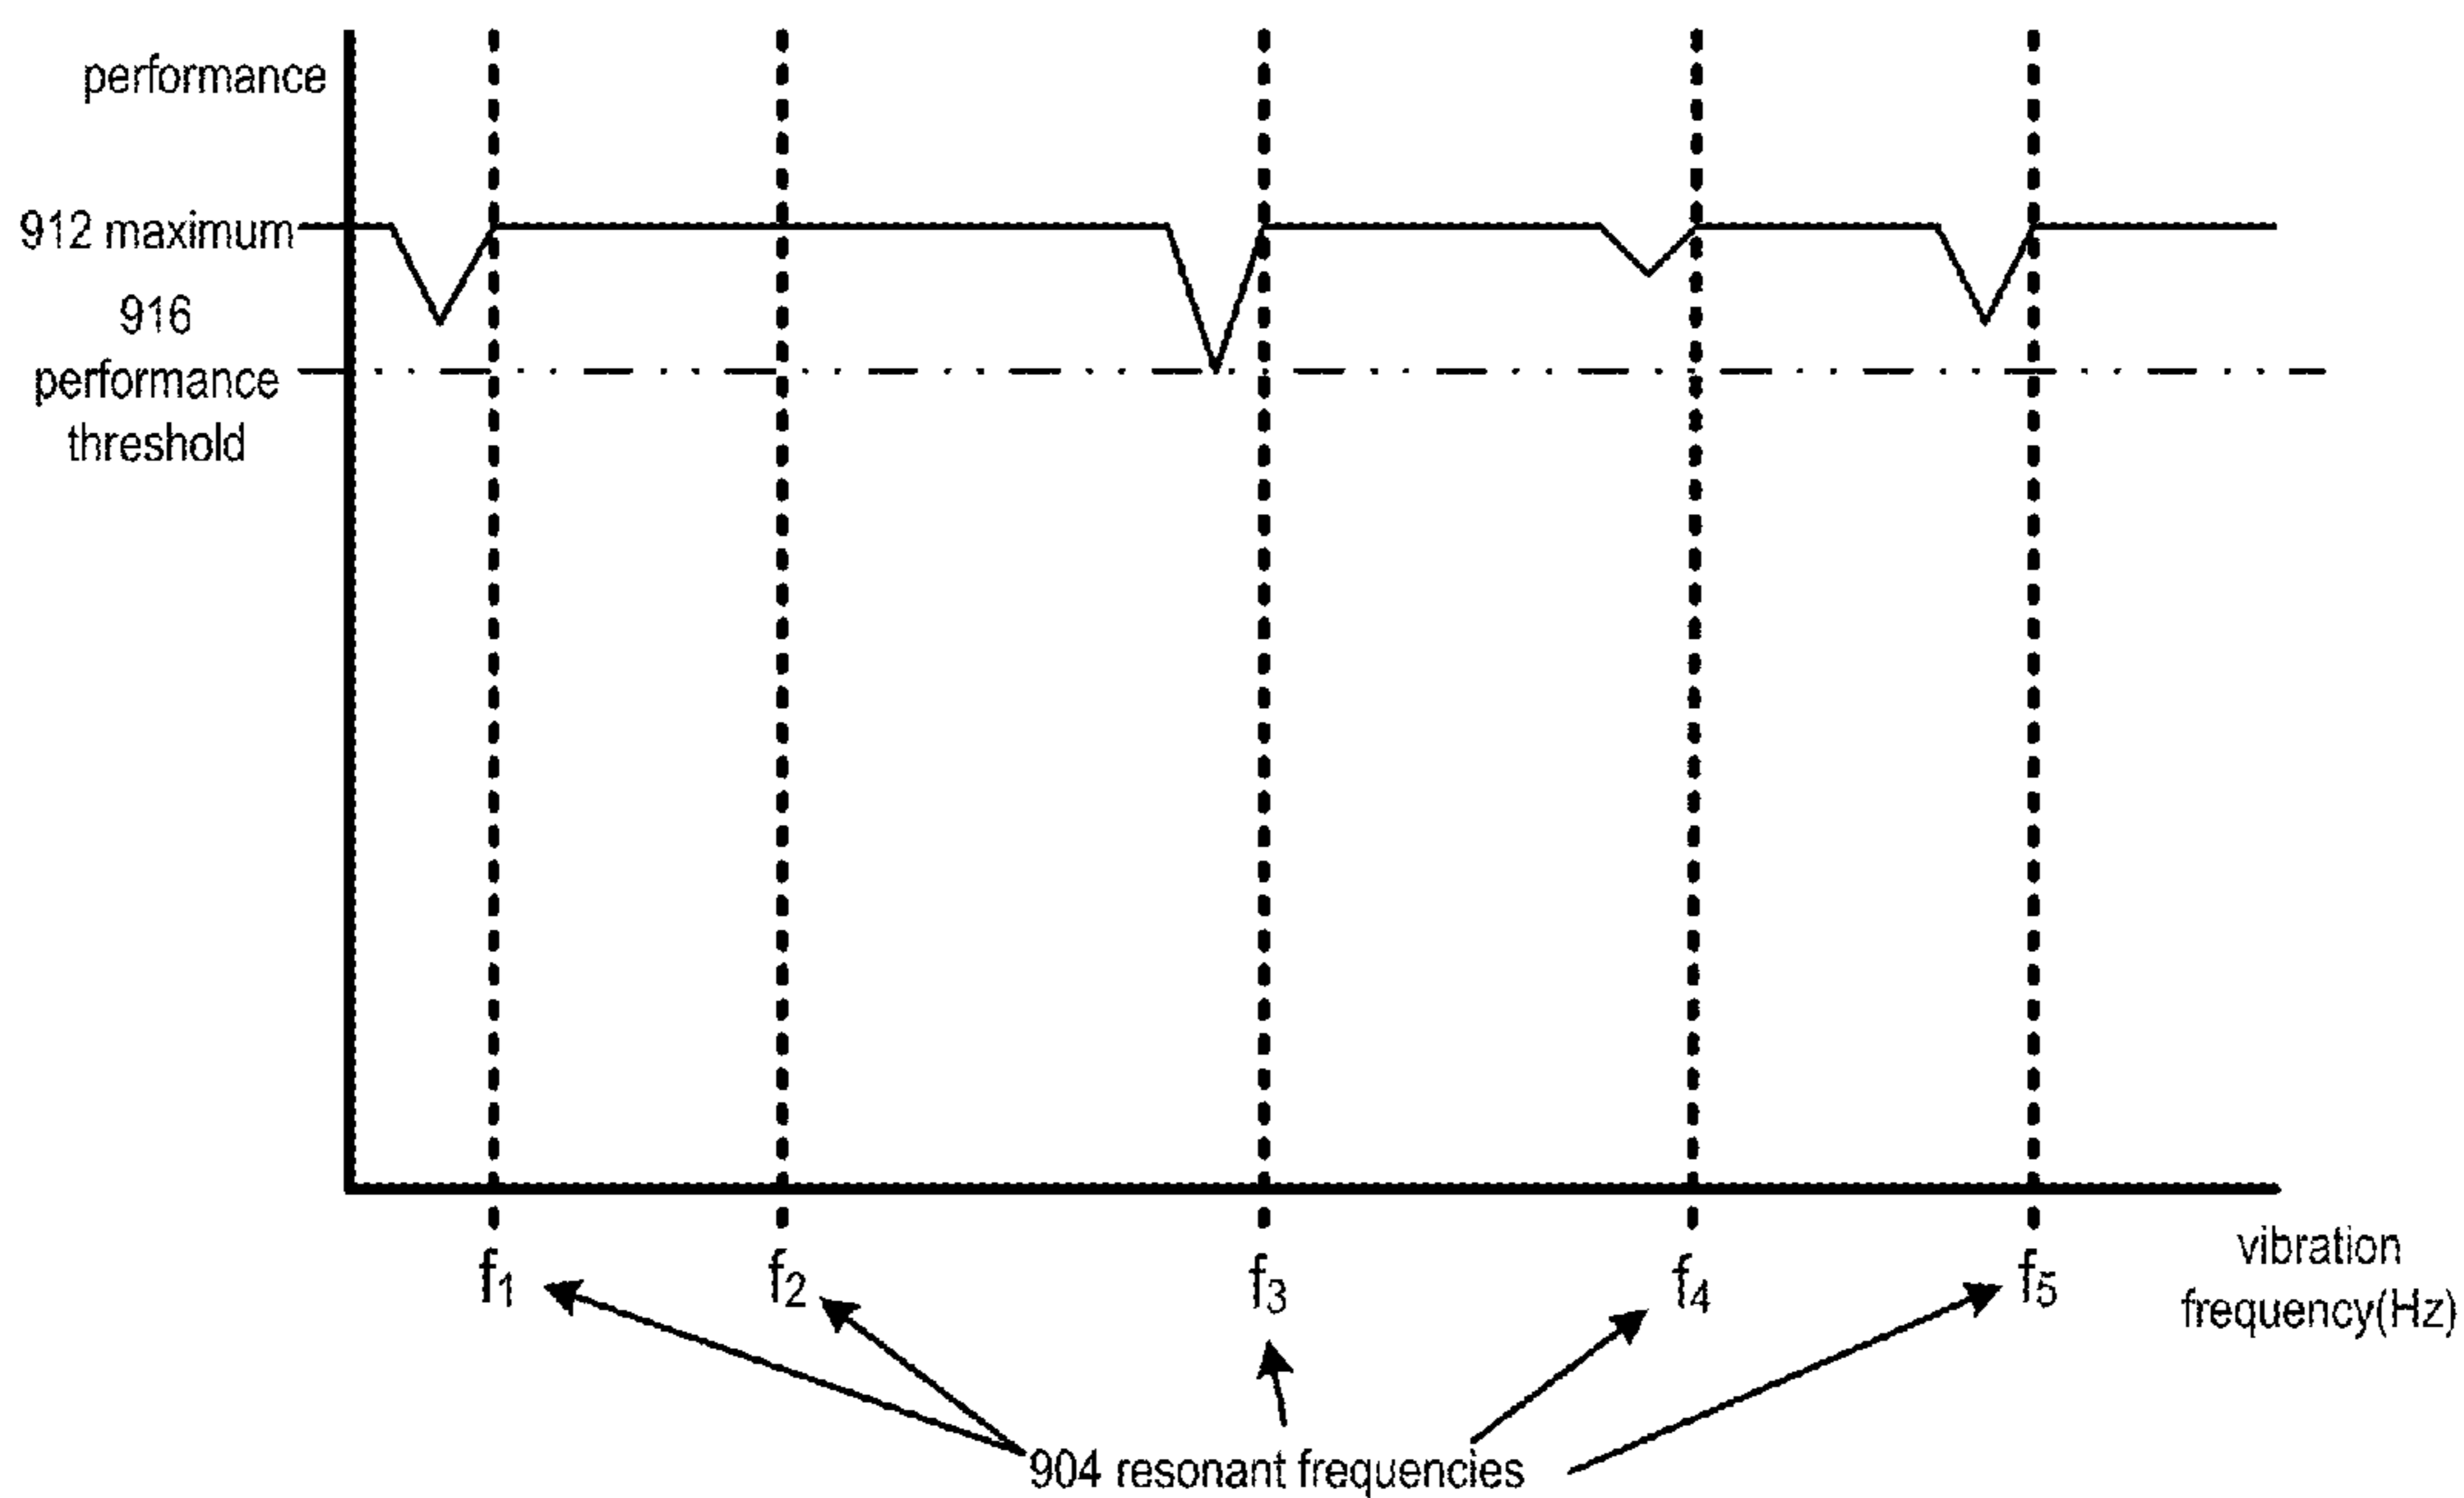 performance
912 maximum
916
performance
threshold
f1
f2
f3
f4
f5
vibration
frequency(Hz)
904 resonant frequencies